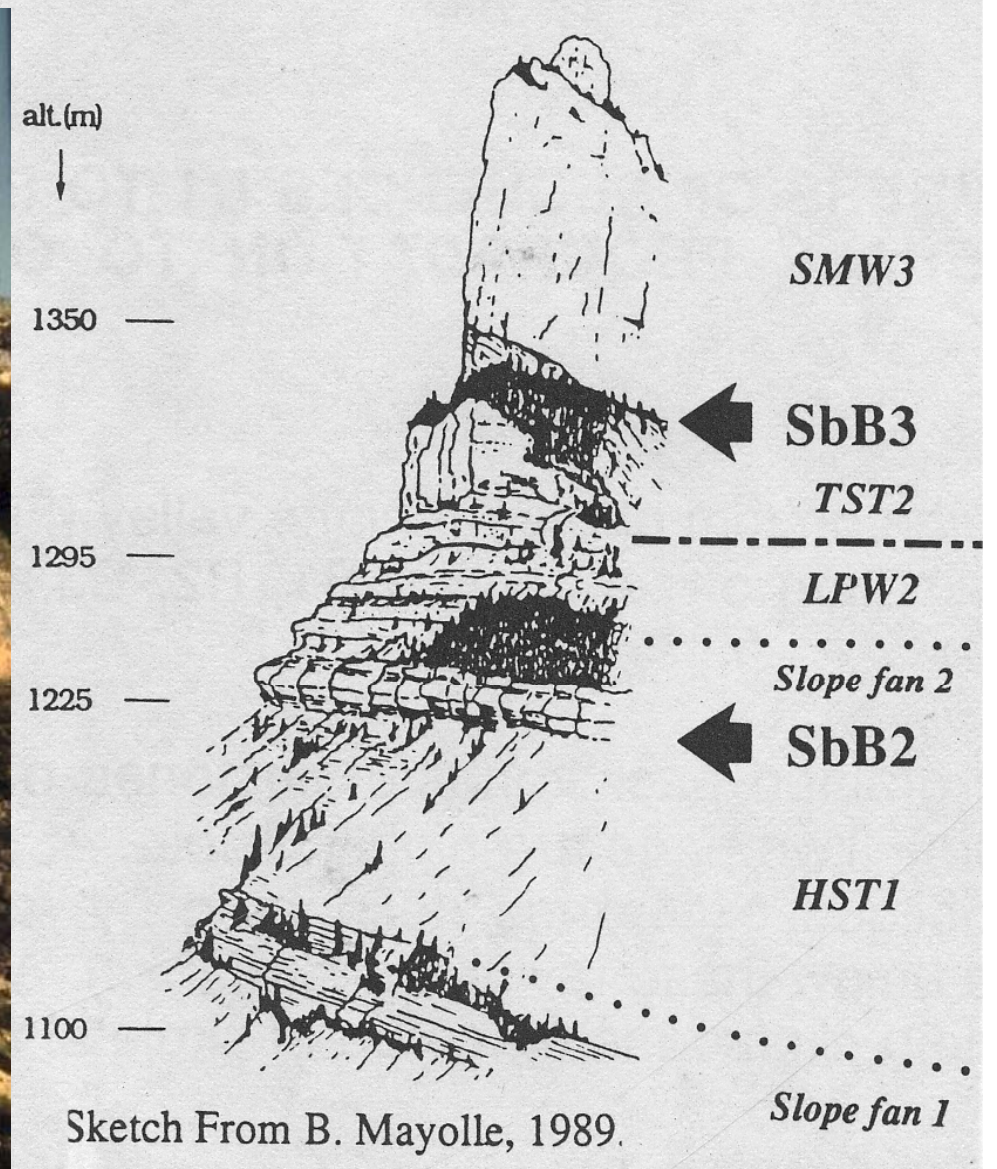 alt.(m)
SMW3
1350
SbB3
TST2
1295
LPW2
Slope fan 2
1225
SbB2
HST1
1100
Slope fan 1
Sketch From B. Mayolle, 1989.